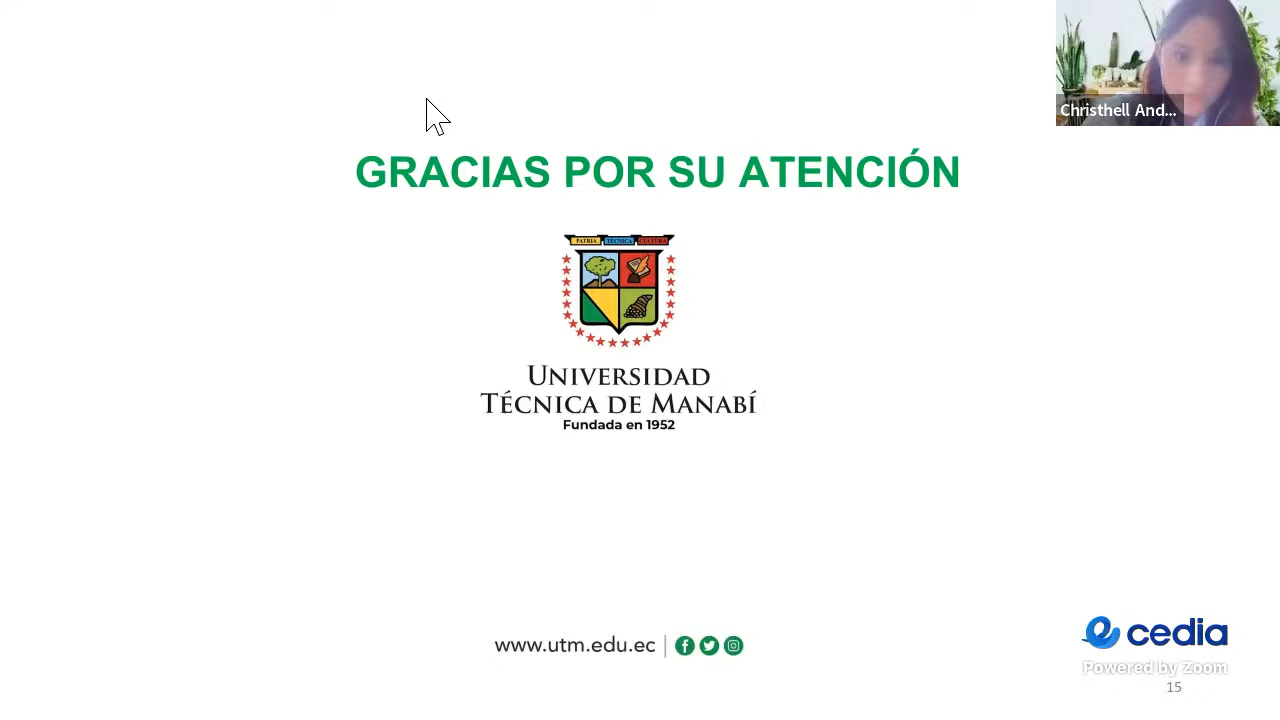 Christhell And...
GRACIAS POR SU ATENCIÓN
PATRIA TÉCNICA CULTURA
UNIVERSIDAD
TÉCNICA DE MANABÍ
Fundada en 1952
www.utm.edu.ec
cedia
Powered by Zoom
15